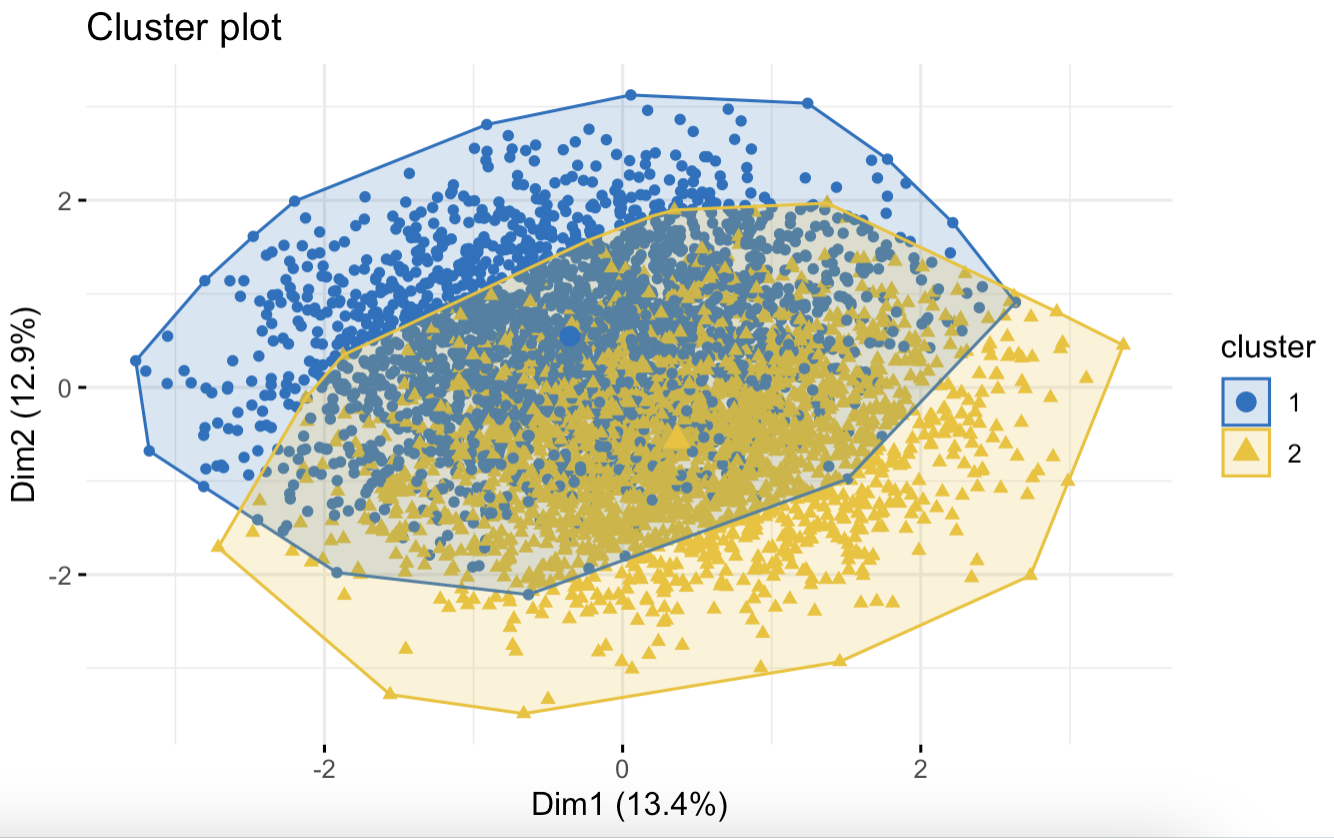 Cluster plot
Dim2 (12.9%)
2
0
-2
-2
0
2
Dim1 (13.4%)
cluster
1
2